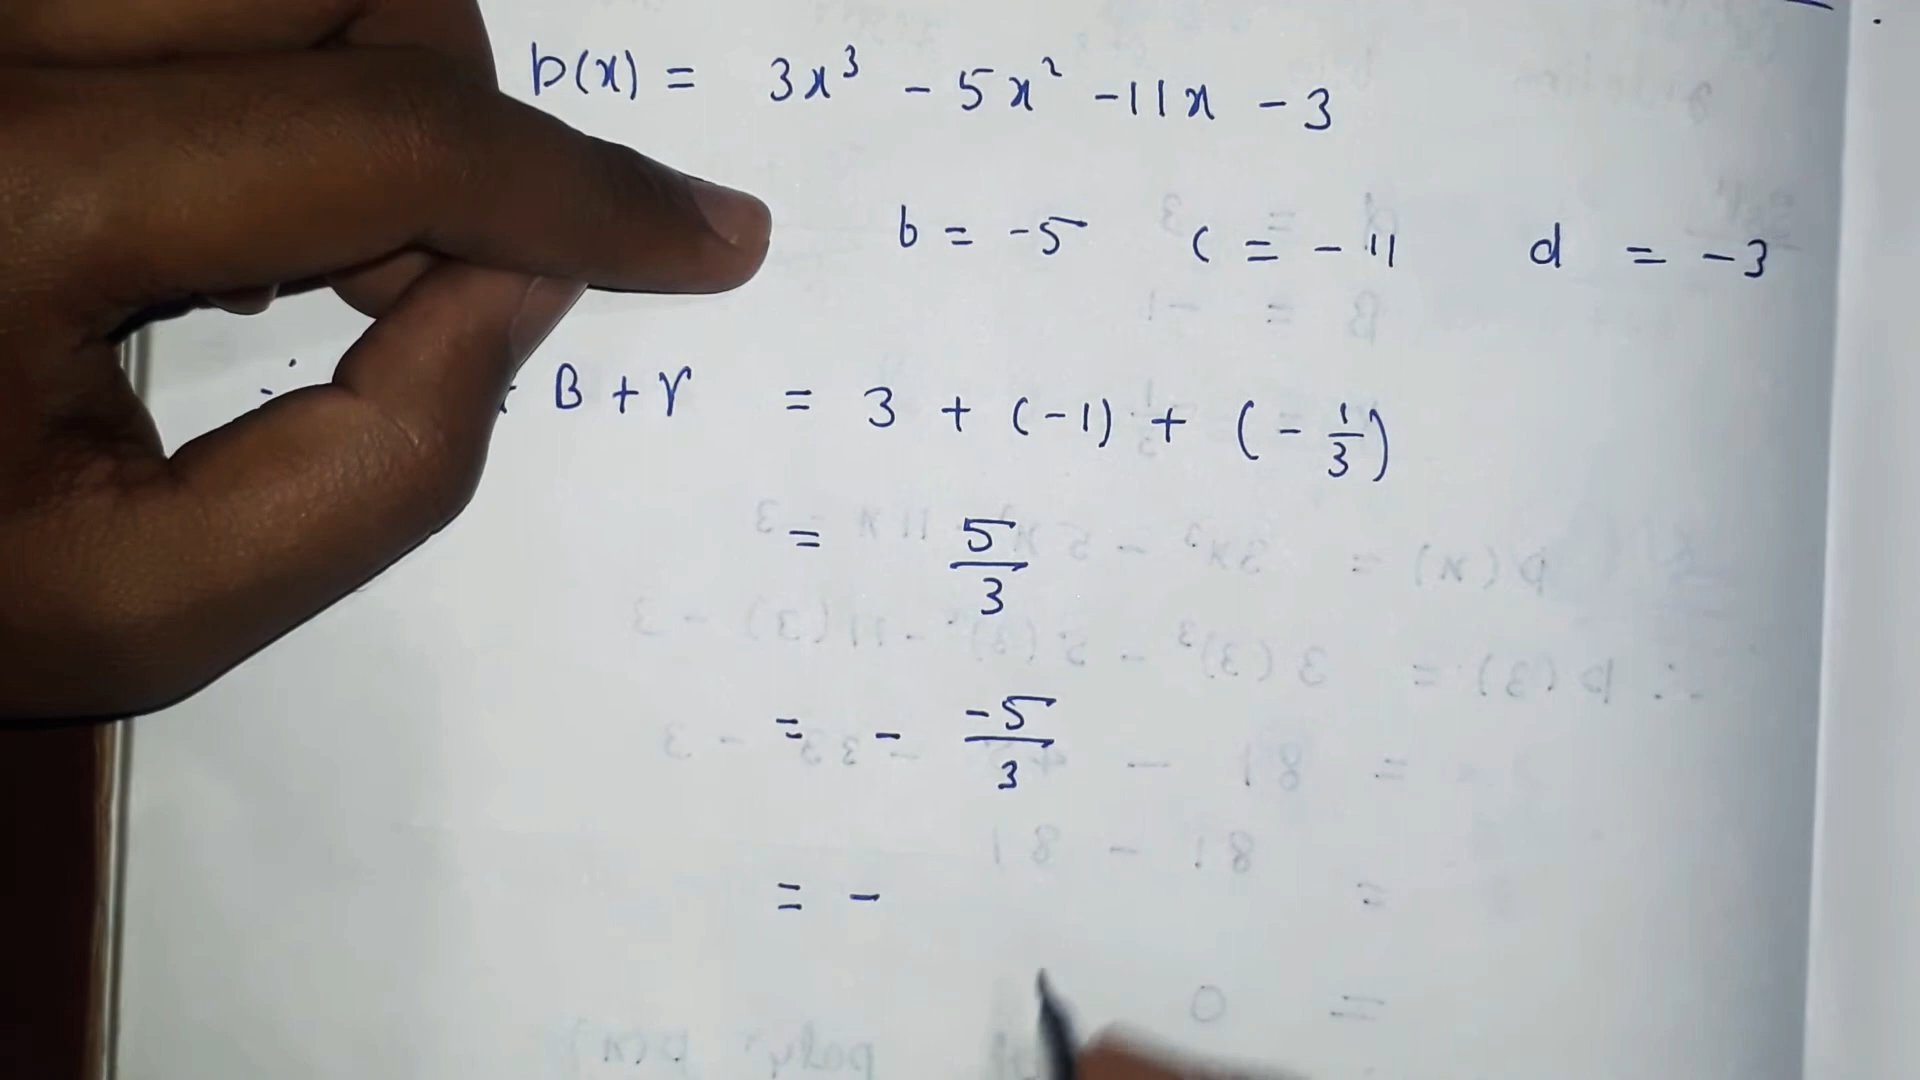 p(x) = 3x³ - 5x² - 11x - 3
b = -5 c = -11 d = -3
∴ + β + γ = 3 + (-1) + (-1/3)
= 5/3
= - -5/3
= -